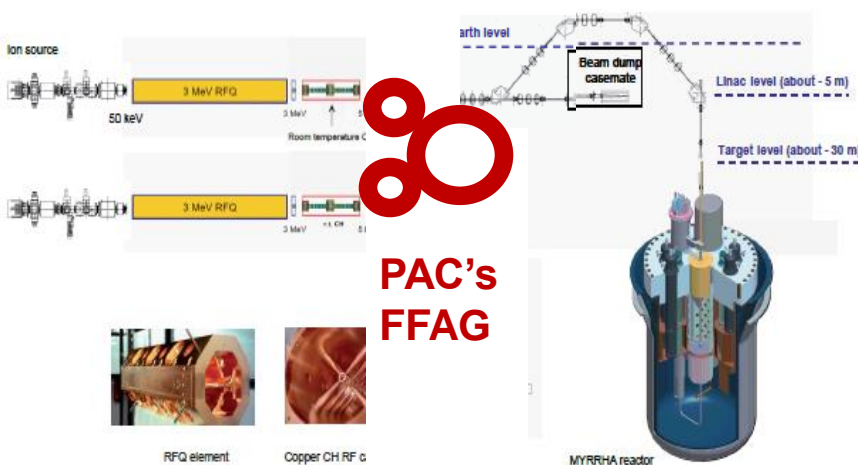 Ion source
3 MeV RFQ
50 keV
3 MeV
Room temperature
3 MeV RFQ
3 MeV
CH
PAC's
FFAG
RFQ element
Copper CH RF
arth level
Beam dump
casemate
Linac level (about - 5 m)
Target level (about - 30 m
MYRRHA reactor